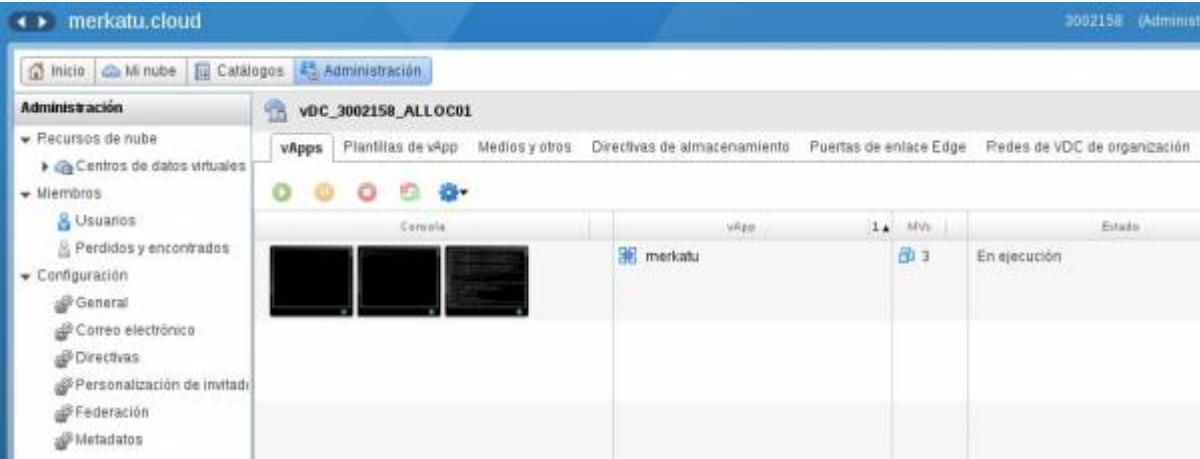 merkatu.cloud
3002158 (Administ
Inicio Mi nube Catálogos Administración
Administración
Recursos de nube
Centros de datos virtuales
Miembros
Usuarios
Perdidos y encontrados
Configuración
General
Correo electrónico
Directivas
Personalización de invitad
Federación
Metadatos
vDC_3002158_ALLOC01
vApps Plantillas de vApp Medios y otros Directivas de almacenamiento Puertas de enlace Edge Redes de VDC de organización
Consola vApp 1▲ MVs Estado
merkatu 3 En ejecución